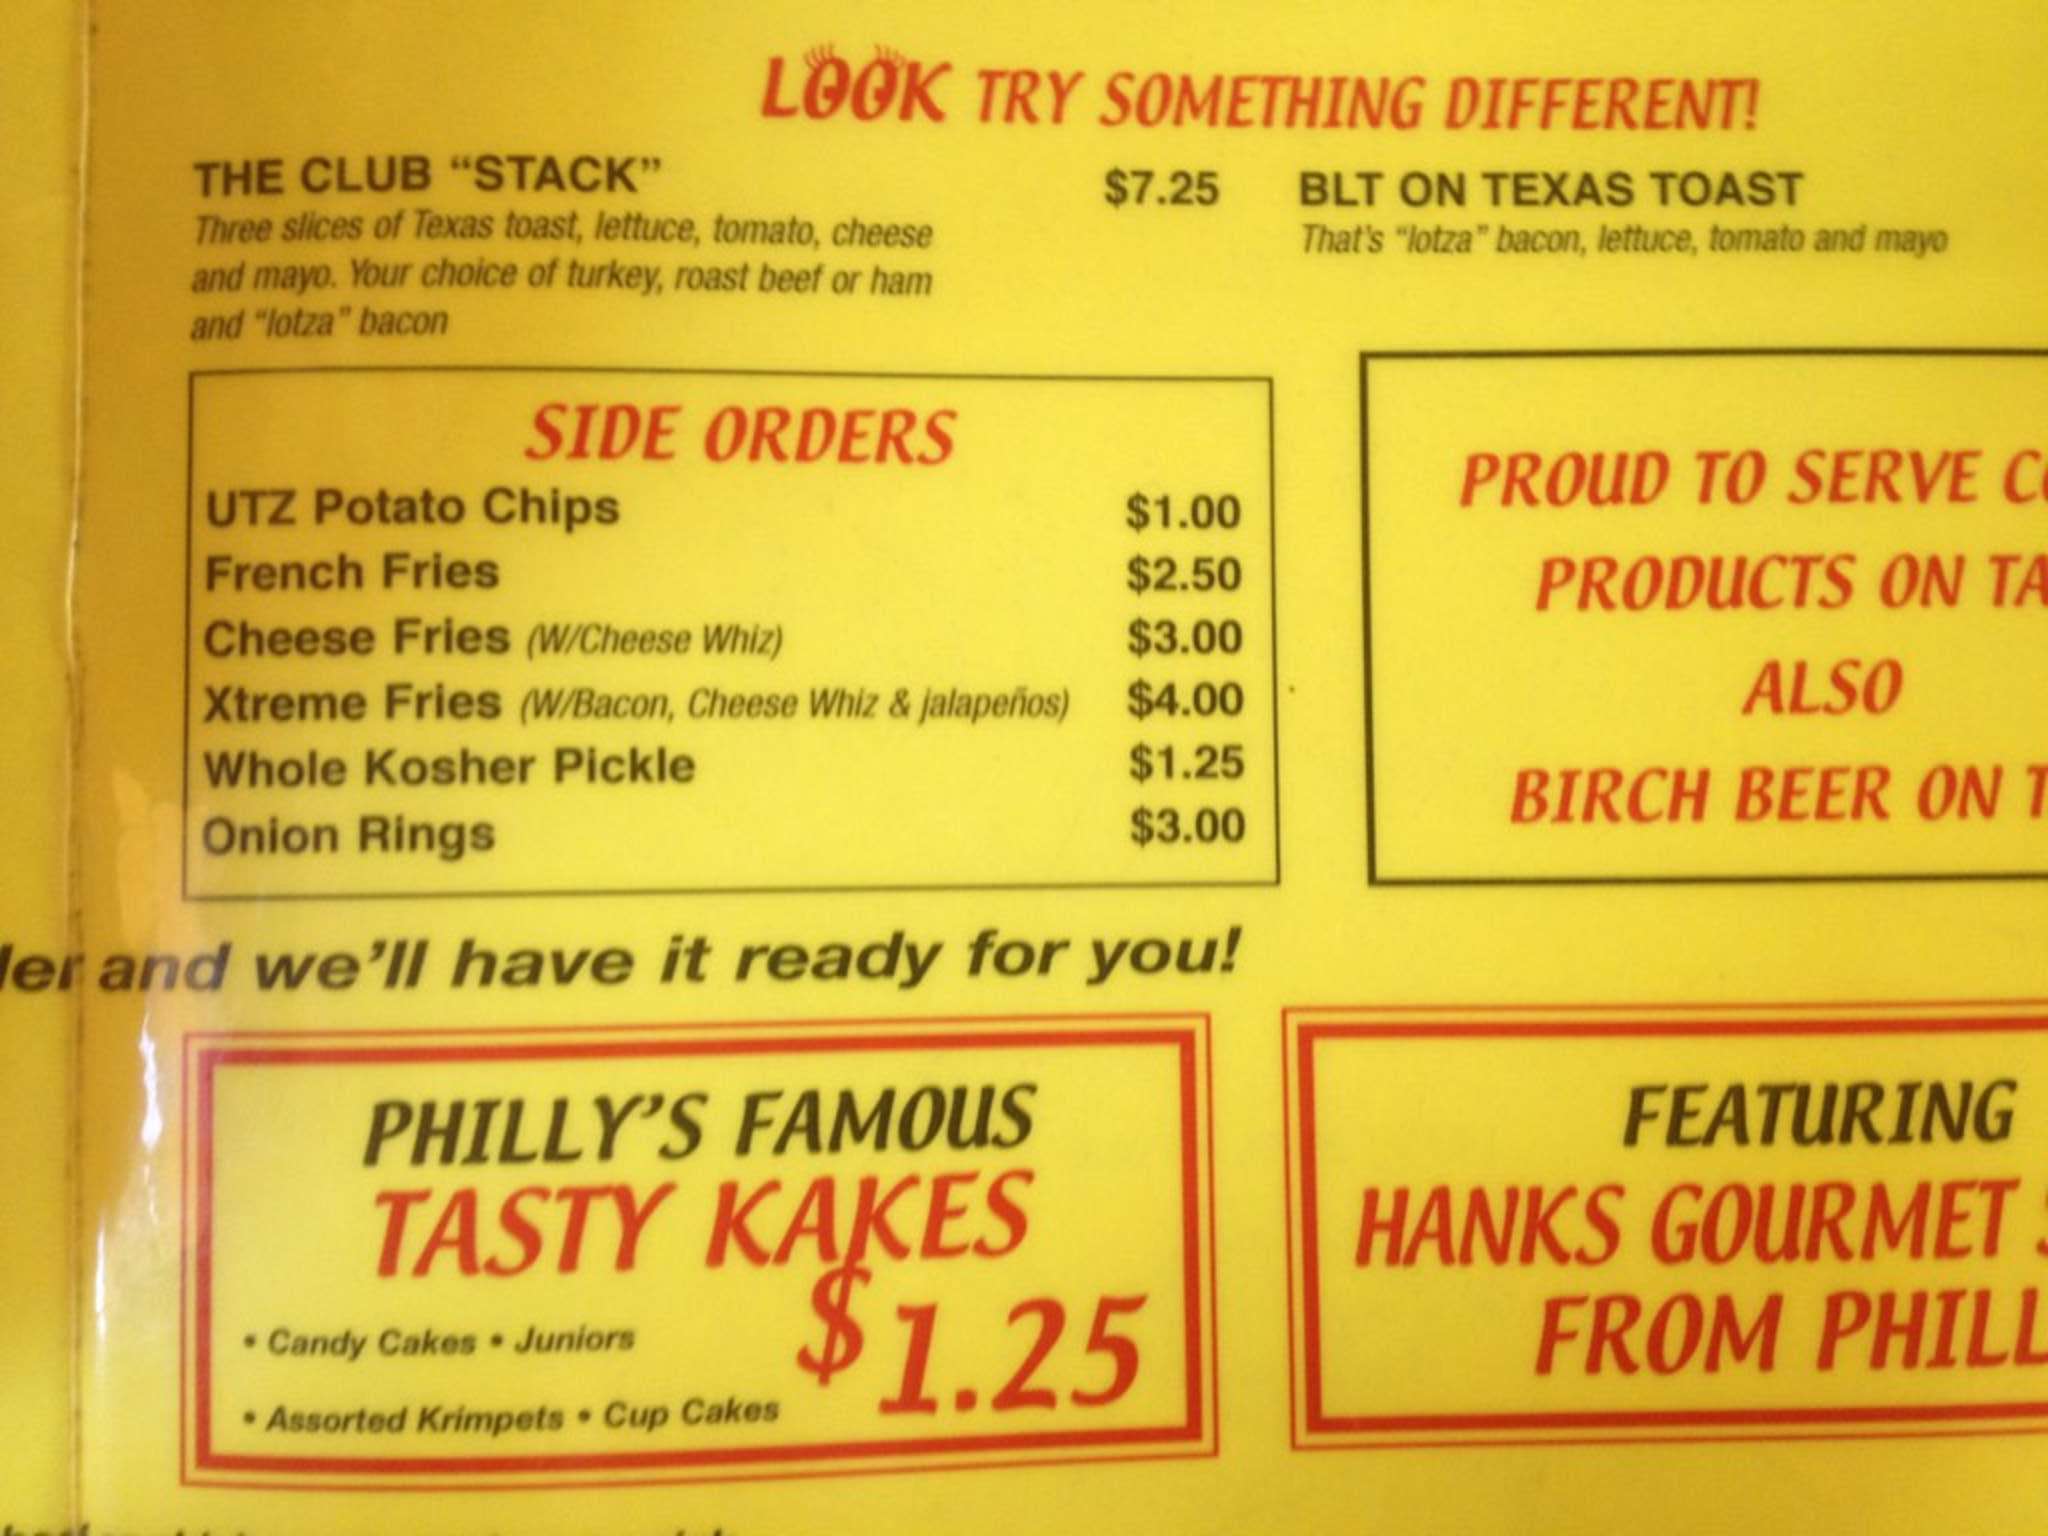 LOOK TRY SOMETHING DIFFERENT!
THE CLUB “STACK” $7.25
Three slices of Texas toast, lettuce, tomato, cheese
and mayo. Your choice of turkey, roast beef or ham
and “lotza” bacon
BLT ON TEXAS TOAST
That's “lotza” bacon, lettuce, tomato and mayo
SIDE ORDERS
UTZ Potato Chips $1.00
French Fries $2.50
Cheese Fries (W/Cheese Whiz) $3.00
Xtreme Fries (W/Bacon, Cheese Whiz & jalapeños) $4.00
Whole Kosher Pickle $1.25
Onion Rings $3.00
PROUD TO SERVE
PRODUCTS ON
ALSO
BIRCH BEER ON
and we’ll have it ready for you!
PHILLY’S FAMOUS
TASTY KAKES
$1.25
• Candy Cakes • Juniors
• Assorted Krimpets • Cup Cakes
FEATURING
HANKS GOURMET
FROM PHILL